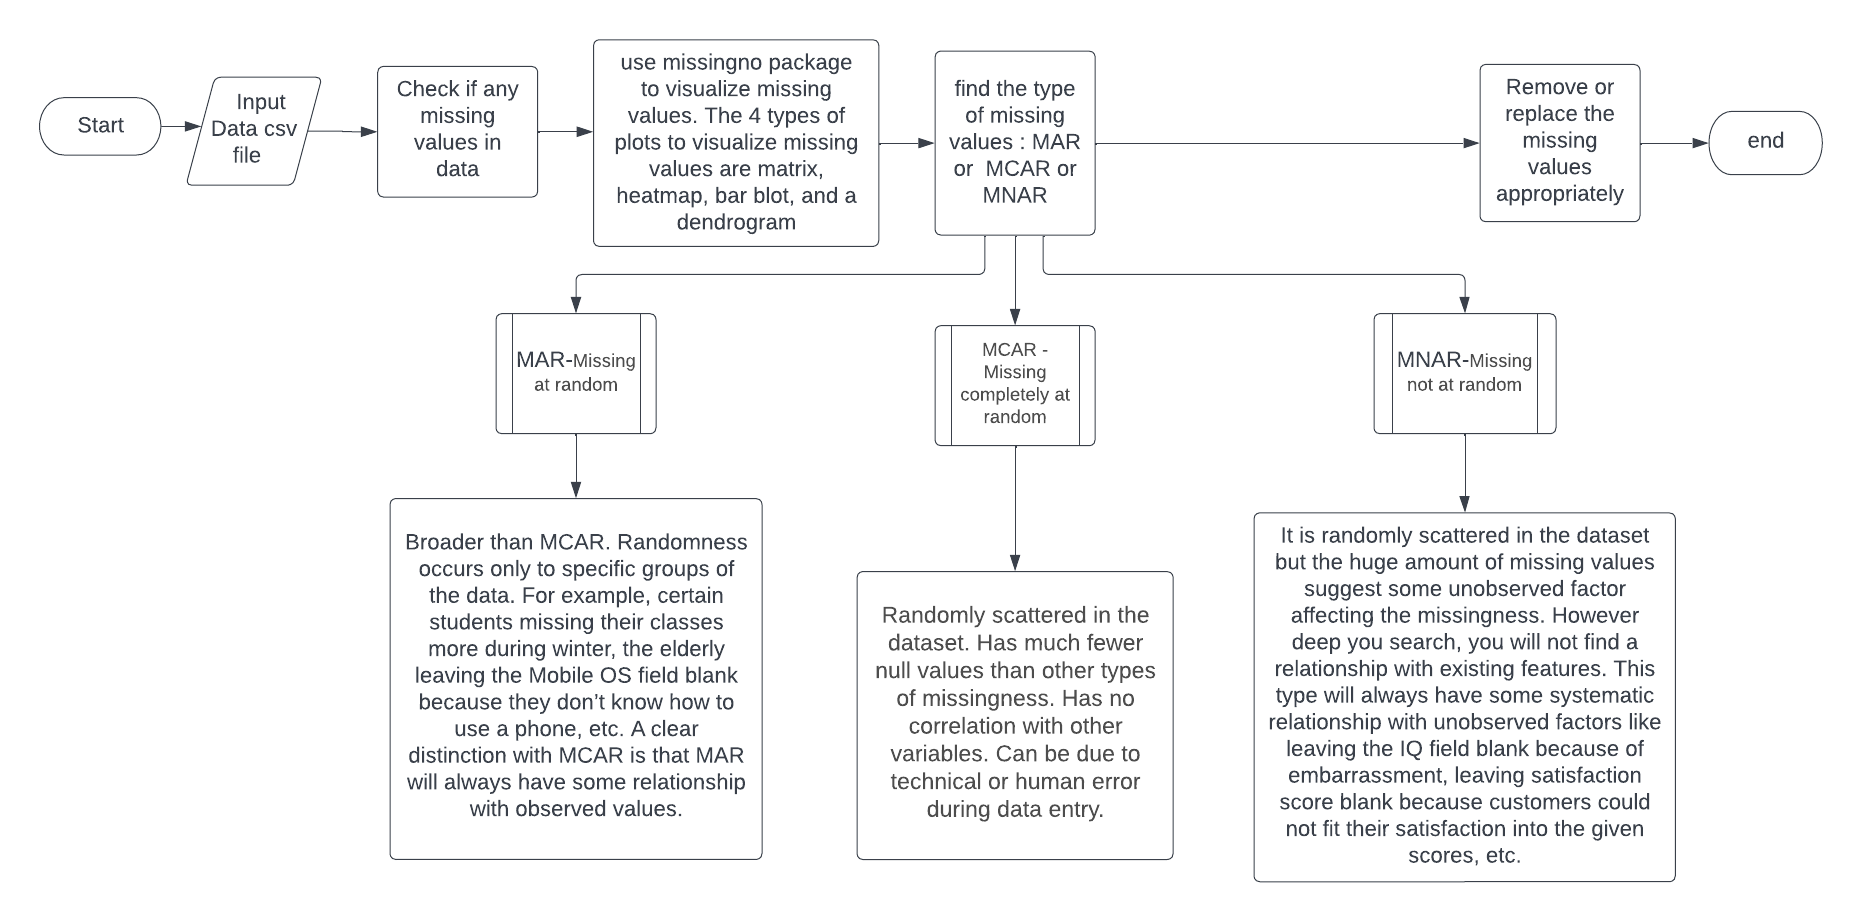 Start
Input
Data csv
file
Check if any
missing
values in
data
use missingno package
to visualize missing
values. The 4 types of
plots to visualize missing
values are matrix,
heatmap, bar blot, and a
dendrogram
find the type
of missing
values : MAR
or  MCAR or
MNAR
Remove or
replace the
missing
values
appropriately
end
MAR-Missing
at random
MCAR -
Missing
completely at
random
MNAR-Missing
not at random
Broader than MCAR. Randomness
occurs only to specific groups of
the data. For example, certain
students missing their classes
more during winter, the elderly
leaving the Mobile OS field blank
because they don’t know how to
use a phone, etc. A clear
distinction with MCAR is that MAR
will always have some relationship
with observed values.
Randomly scattered in the
dataset. Has much fewer
null values than other types
of missingness. Has no
correlation with other
variables. Can be due to
technical or human error
during data entry.
It is randomly scattered in the dataset
but the huge amount of missing values
suggest some unobserved factor
affecting the missingness. However
deep you search, you will not find a
relationship with existing features. This
type will always have some systematic
relationship with unobserved factors like
leaving the IQ field blank because of
embarrassment, leaving satisfaction
score blank because customers could
not fit their satisfaction into the given
scores, etc.